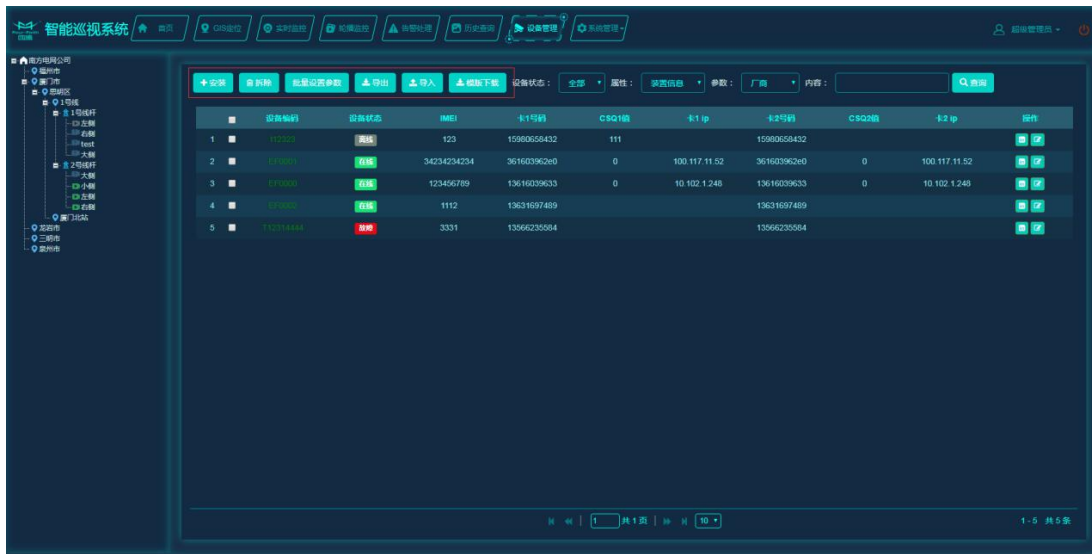 智能巡视系统 首页 GIS定位 实时监控 轮播监控 告警处理 历史查询 设备管理 系统管理 超级管理员
南方电网公司
福州市
厦门市
思明区
1号线
1号线杆
左侧
右侧
test
大侧
2号线杆
大侧
小侧
左侧
右侧
厦门北站
龙岩市
三明市
泉州市
安装 拆除 批量设置参数 导出 导入 模版下载 设备状态： 全部 属性： 装置信息 参数： 厂商 内容： 查询
设备编码 设备状态 IMEI 卡1号码 CSQ1值 卡1 ip 卡2号码 CSQ2值 卡2 ip 操作
1 离线 123 15980658432 111 15980658432
2 在线 34234234234 361603962e0 0 100.117.11.52 361603962e0 0 100.117.11.52
3 在线 123456789 13616039633 0 10.102.1.248 13616039633 0 10.102.1.248
4 在线 1112 13631697489 13631697489
5 故障 3331 13566235584 13566235584
1 共 1 页 10 1 - 5 共 5 条